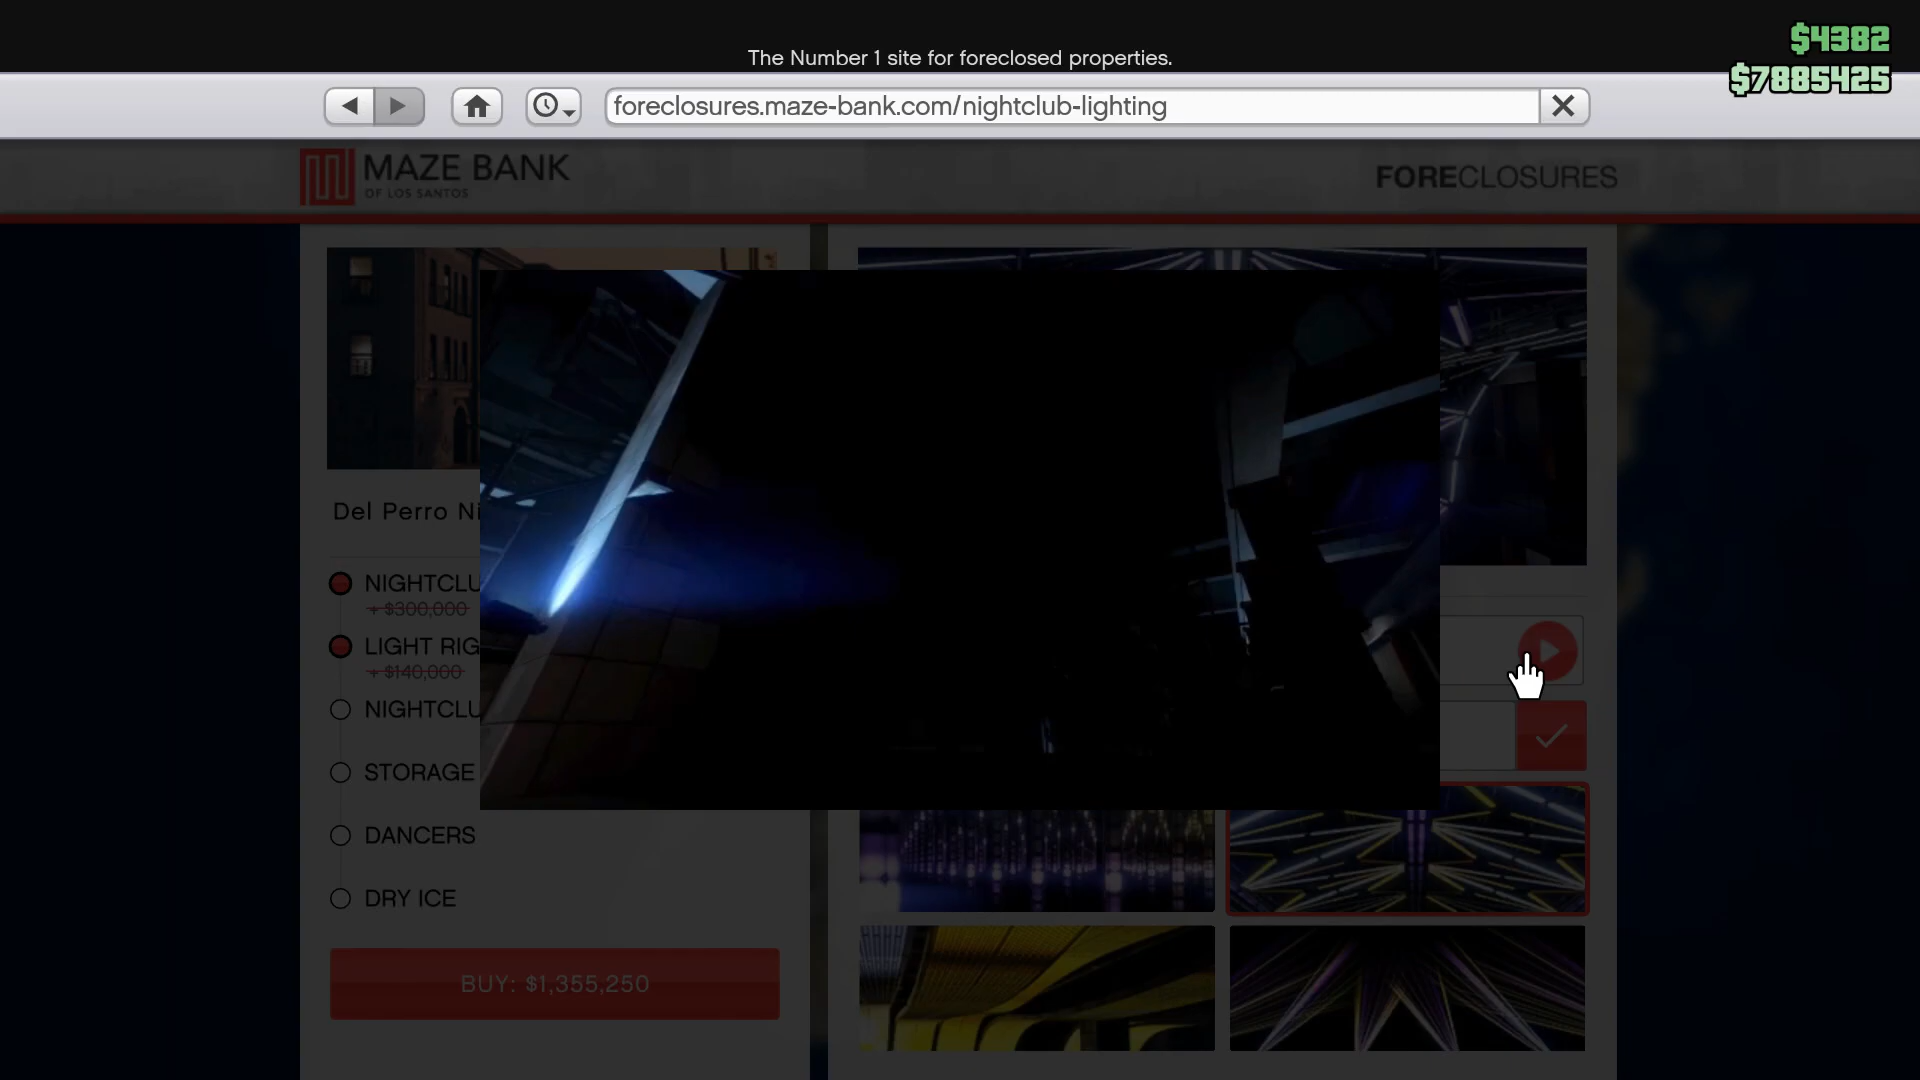 The Number 1 site for foreclosed properties.
$4382
$7885425
foreclosures.maze-bank.com/nightclub-lighting
MAZE BANK
OF LOS SANTOS
FORECLOSURES
Del Perro Ni
NIGHTCLU
+ $300,000
LIGHT RIG
+ $140,000
NIGHTCLU
STORAGE
DANCERS
DRY ICE
BUY: $1,355,250